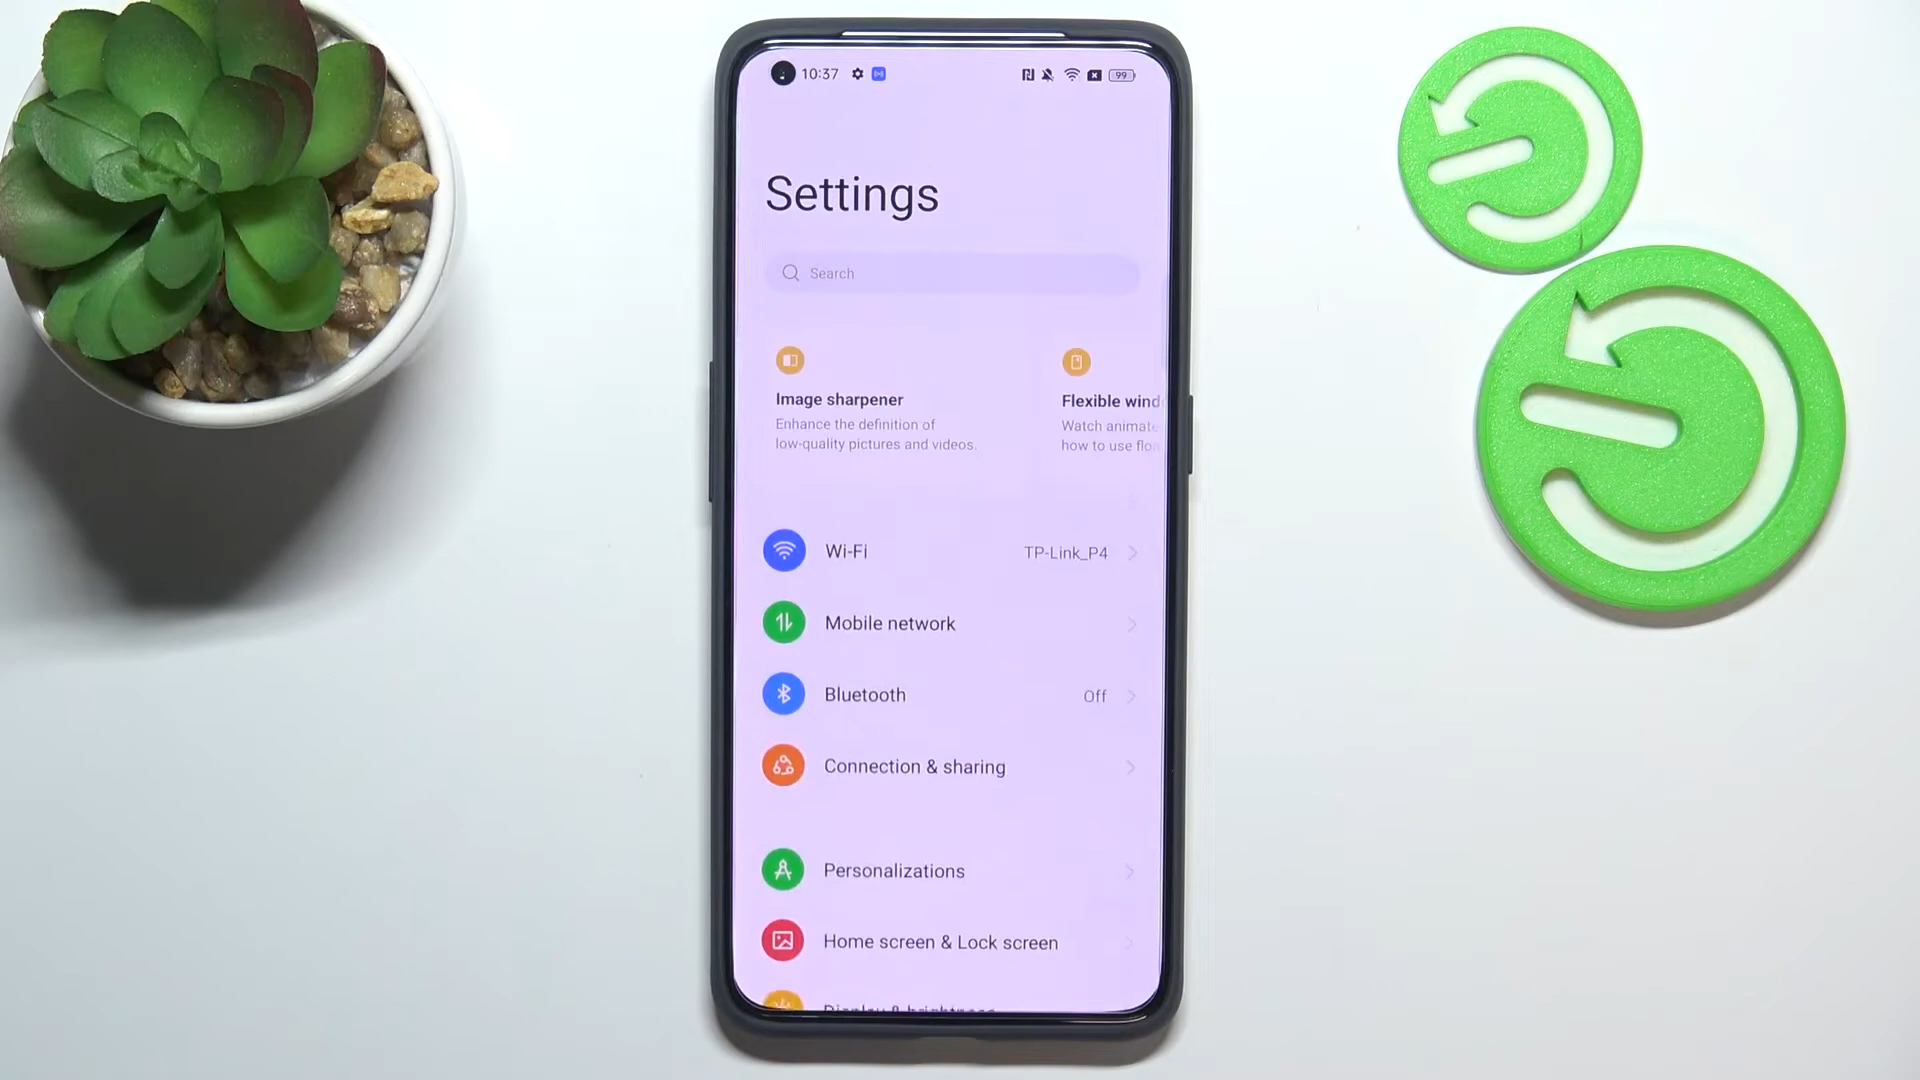 10:37
99
Settings
Search
Image sharpener
Enhance the definition of
low-quality pictures and videos.
Flexible wind
Watch animate
how to use floa
Wi-Fi
TP-Link_P4
Mobile network
Bluetooth
Off
Connection & sharing
Personalizations
Home screen & Lock screen
Display & brightness